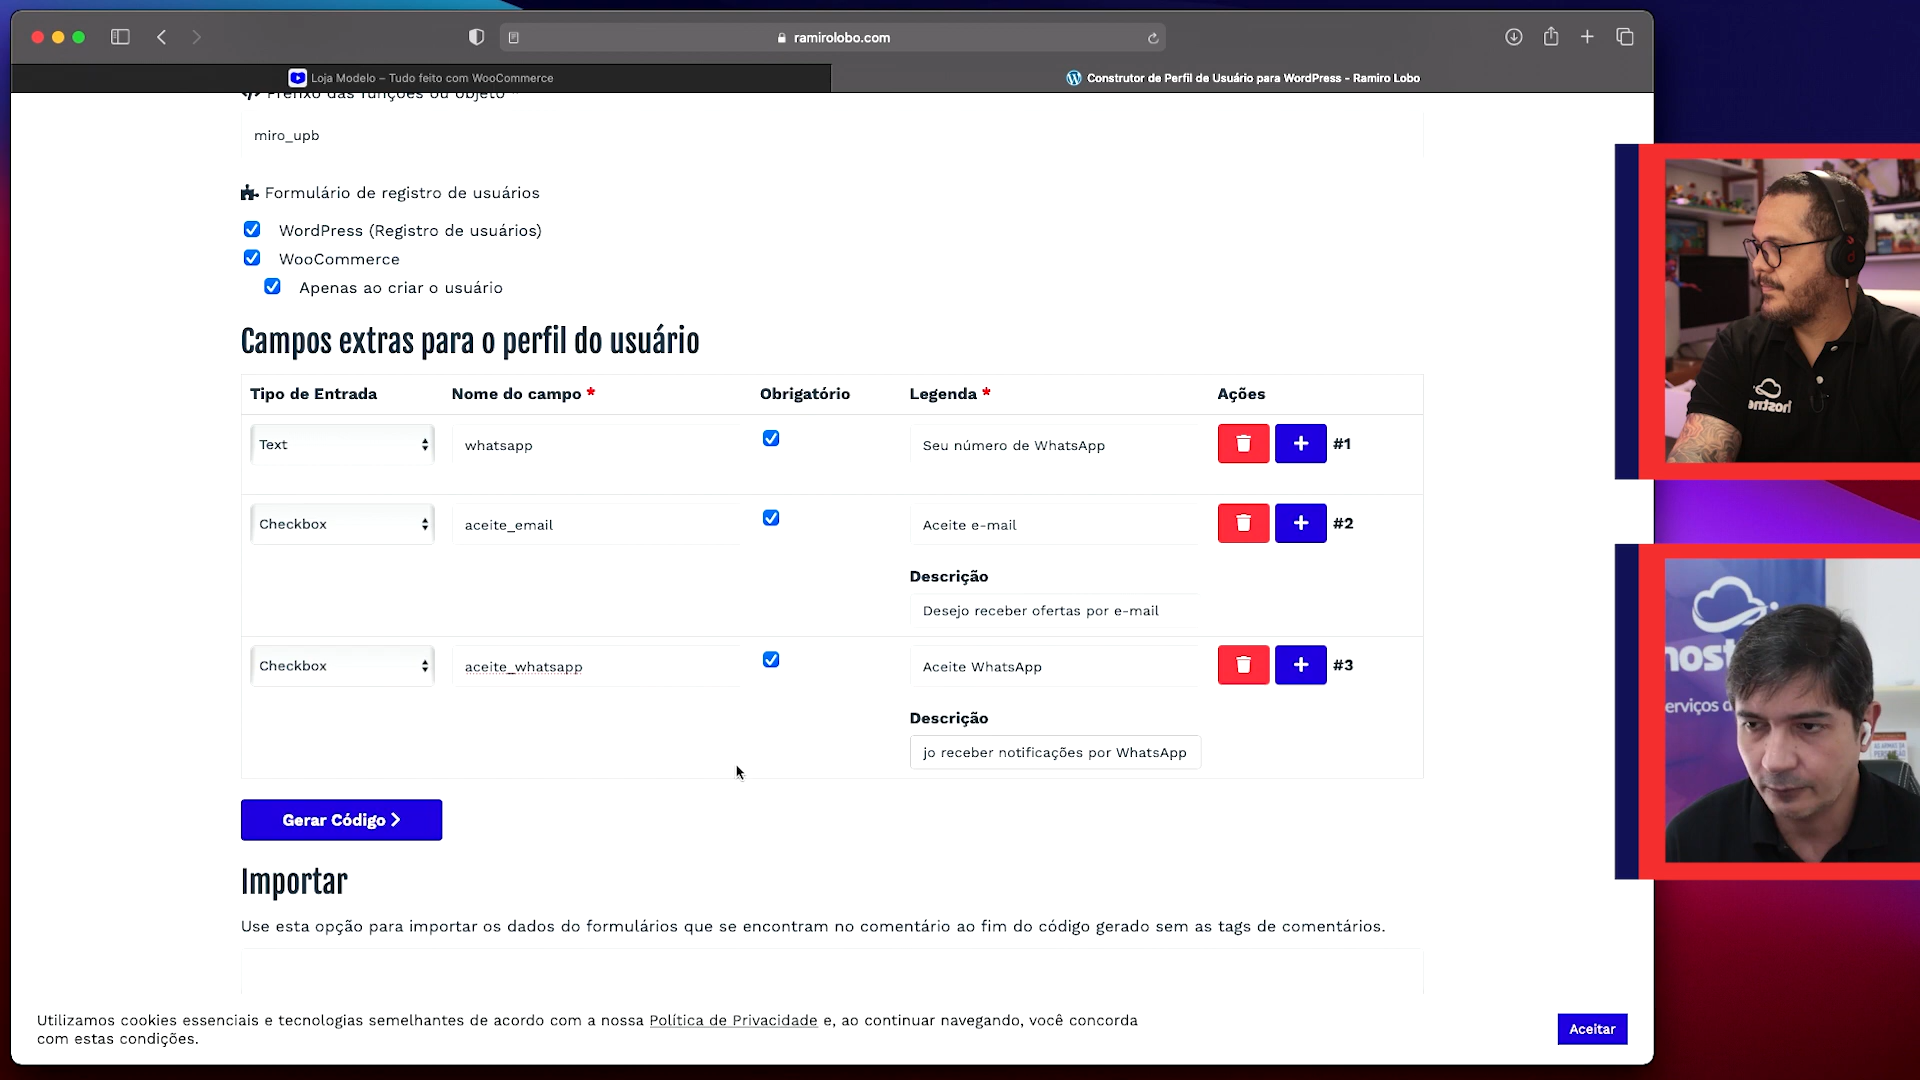 ramirolobo.com
Loja Modelo – Tudo feito com WooCommerce
Construtor de Perfil de Usuário para WordPress - Ramiro Lobo
Prefixo das funções ou objeto *
miro_upb
Formulário de registro de usuários
WordPress (Registro de usuários)
WooCommerce
Apenas ao criar o usuário
Campos extras para o perfil do usuário
Tipo de Entrada Nome do campo * Obrigatório Legenda * Ações
Text whatsapp Seu número de WhatsApp + #1
Checkbox aceite_email Aceite e-mail + #2
Descrição
Desejo receber ofertas por e-mail
Checkbox aceite_whatsapp Aceite WhatsApp + #3
Descrição
jo receber notificações por WhatsApp
Gerar Código
Importar
Use esta opção para importar os dados do formulários que se encontram no comentário ao fim do código gerado sem as tags de comentários.
Utilizamos cookies essenciais e tecnologias semelhantes de acordo com a nossa Política de Privacidade e, ao continuar navegando, você concorda
com estas condições.
Aceitar